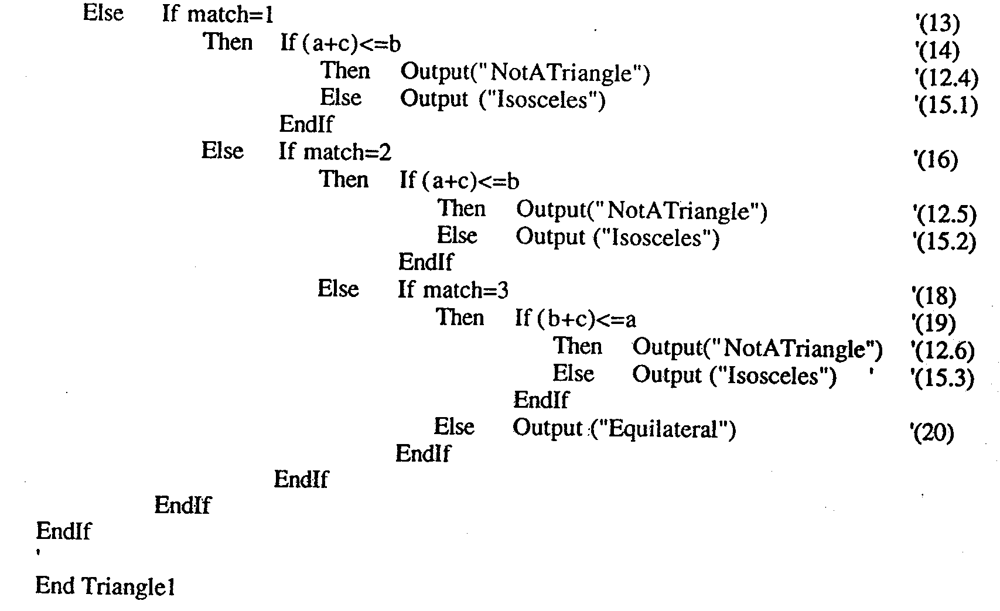 Else If match=1 '(13)
Then If (a+c)<=b '(14)
Then Output("NotATriangle") '(12.4)
Else Output ("Isosceles") '(15.1)
EndIf
Else If match=2 '(16)
Then If (a+c)<=b
Then Output("NotATriangle") '(12.5)
Else Output ("Isosceles") '(15.2)
EndIf
Else If match=3 '(18)
Then If (b+c)<=a '(19)
Then Output("NotATriangle") '(12.6)
Else Output ("Isosceles") ' '(15.3)
EndIf
Else Output ("Equilateral") '(20)
EndIf
EndIf
EndIf
EndIf
'
End Triangle1